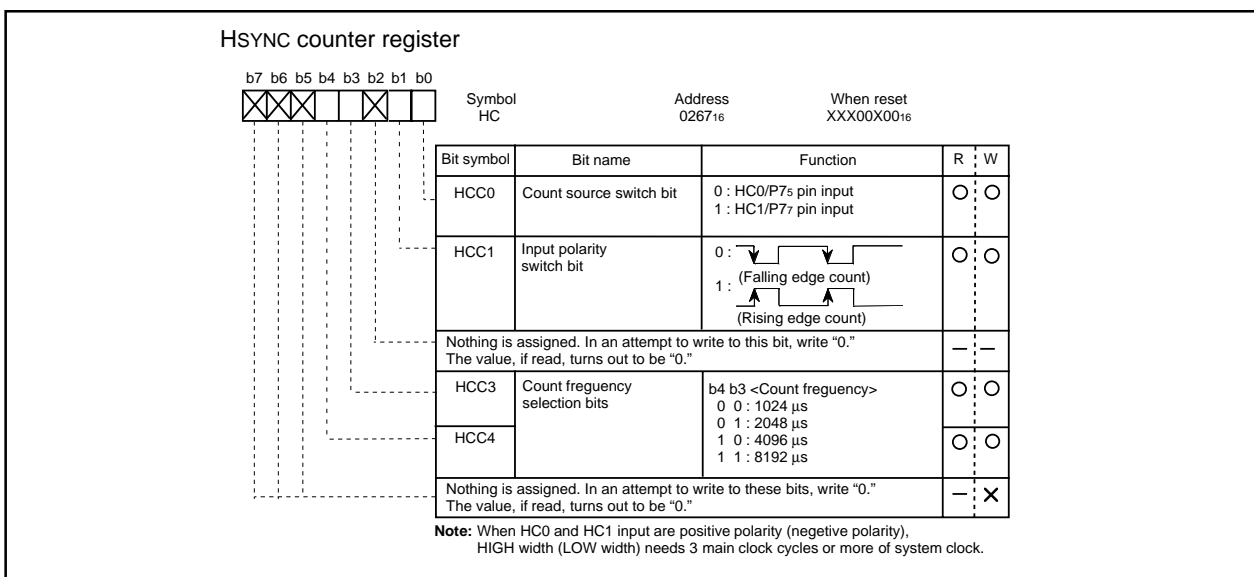 HSYNC counter register
b7 b6 b5 b4 b3 b2 b1 b0
Symbol Address When reset
HC 026716 XXX00X0016
Bit symbol Bit name Function R W
HCC0 Count source switch bit 0 : HC0/P75 pin input
1 : HC1/P77 pin input
HCC1 Input polarity switch bit 0 :
(Falling edge count)
1 :
(Rising edge count)
Nothing is assigned. In an attempt to write to this bit, write “0.”
The value, if read, turns out to be “0.”
HCC3 Count freguency selection bits b4 b3 <Count freguency>
0 0 : 1024 µs
0 1 : 2048 µs
HCC4 1 0 : 4096 µs
1 1 : 8192 µs
Nothing is assigned. In an attempt to write to these bits, write “0.”
The value, if read, turns out to be “0.”
Note: When HC0 and HC1 input are positive polarity (negetive polarity),
HIGH width (LOW width) needs 3 main clock cycles or more of system clock.